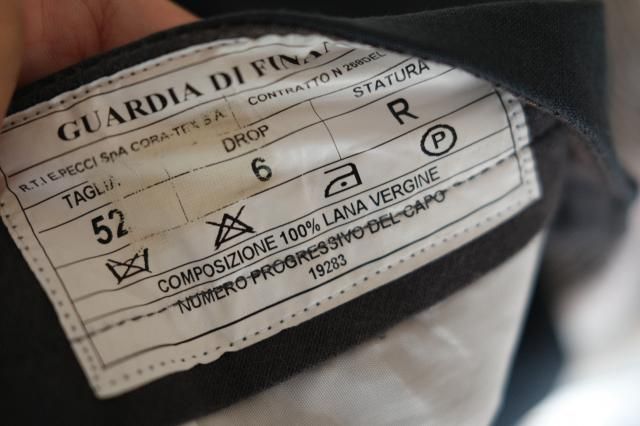 GUARDIA DI FINA
CONTRATTO N 268DEL
R.T.I E.PECCI SpA CORA-TEX S.A
TAGLIA DROP STATURA
52 6 R
P
COMPOSIZIONE 100% LANA VERGINE
NUMERO PROGRESSIVO DEL CAPO
19283